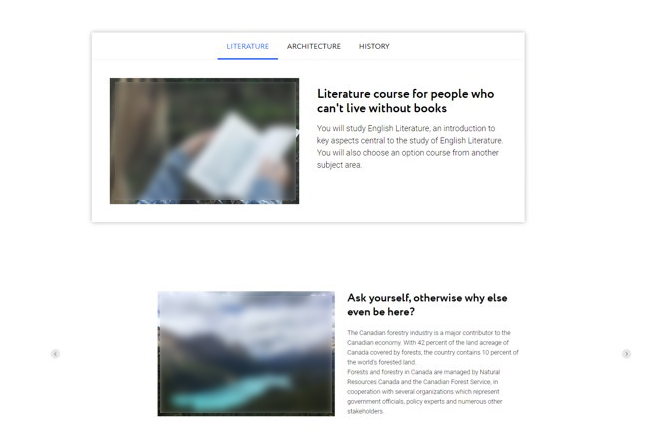 LITERATURE ARCHITECTURE HISTORY
Literature course for people who
can't live without books
You will study English Literature, an introduction to
key aspects central to the study of English Literature.
You will also choose an option course from another
subject area.
Ask yourself, otherwise why else
even be here?
The Canadian forestry industry is a major contributor to the
Canadian economy. With 42 percent of the land acreage of
Canada covered by forests, the country contains 10 percent of
the world's forested land.
Forests and forestry in Canada are managed by Natural
Resources Canada and the Canadian Forest Service, in
cooperation with several organizations which represent
government officials, policy experts and numerous other
stakeholders.